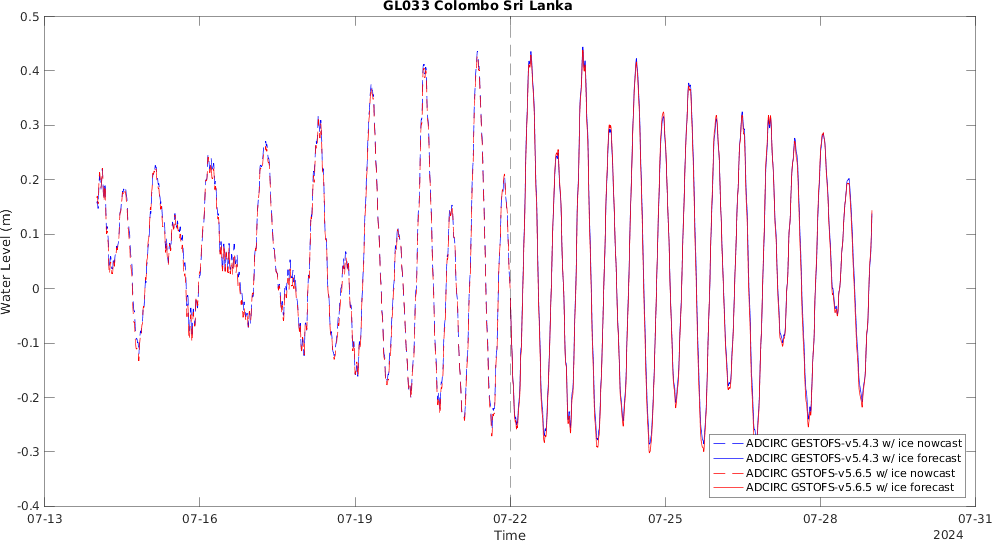 GL033 Colombo Sri Lanka
0.5
0.4
0.3
0.2
0.1
0
-0.1
-0.2
-0.3
-0.4
Water Level (m)
ADCIRC GESTOFS-v5.4.3 w/ ice nowcast
ADCIRC GESTOFS-v5.4.3 w/ ice forecast
ADCIRC GSTOFS-v5.6.5 w/ ice nowcast
ADCIRC GSTOFS-v5.6.5 w/ ice forecast
07-13 07-16 07-19 07-22 07-25 07-28 07-31
Time
2024